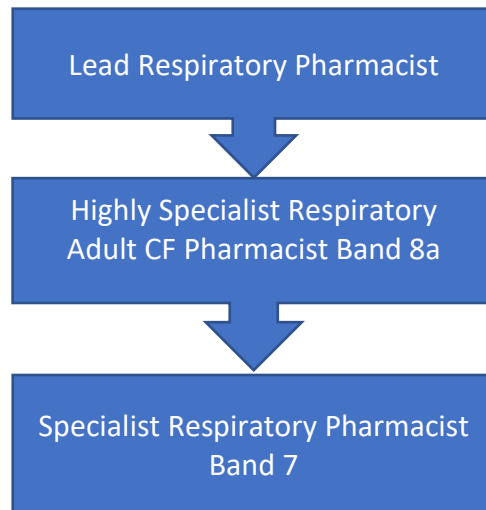 Lead Respiratory Pharmacist
Highly Specialist Respiratory
Adult CF Pharmacist Band 8a
Specialist Respiratory Pharmacist
Band 7